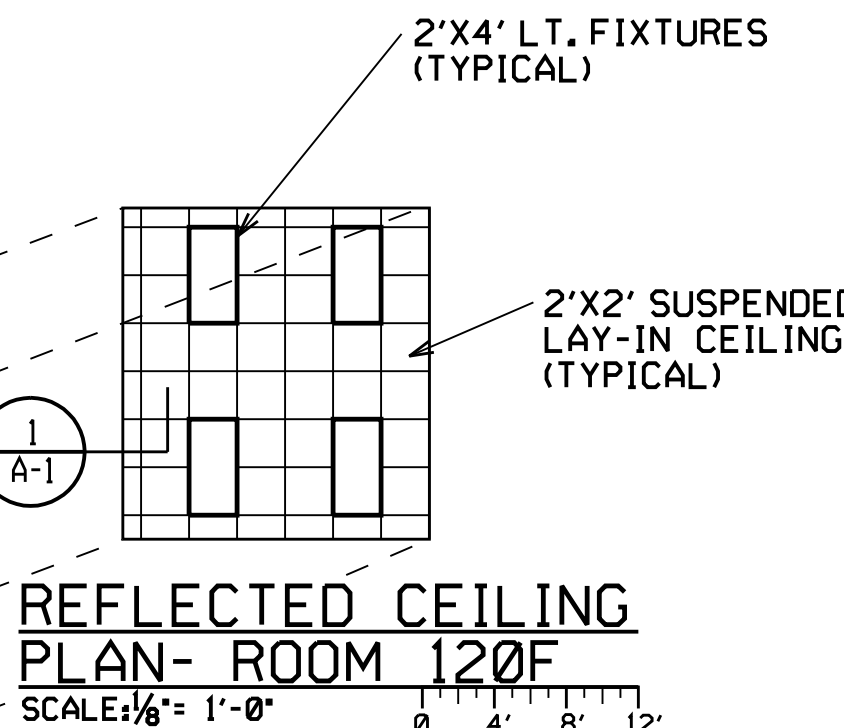 2'X4' LT. FIXTURES
(TYPICAL)
2'X2' SUSPENDED
LAY-IN CEILING
(TYPICAL)
1
A-1
REFLECTED CEILING
PLAN- ROOM 120F
SCALE:1/8"= 1'-0"
0 4' 8' 12'